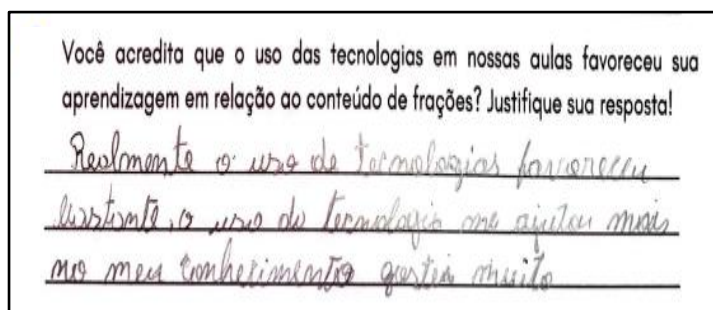 Você acredita que o uso das tecnologias em nossas aulas favoreceu sua
aprendizagem em relação ao conteúdo de frações? Justifique sua resposta!
Realmente o uso de tecnologias favoreceu
bastante, o uso da tecnologia me ajutou mais
no meu conhecimento gostei muito